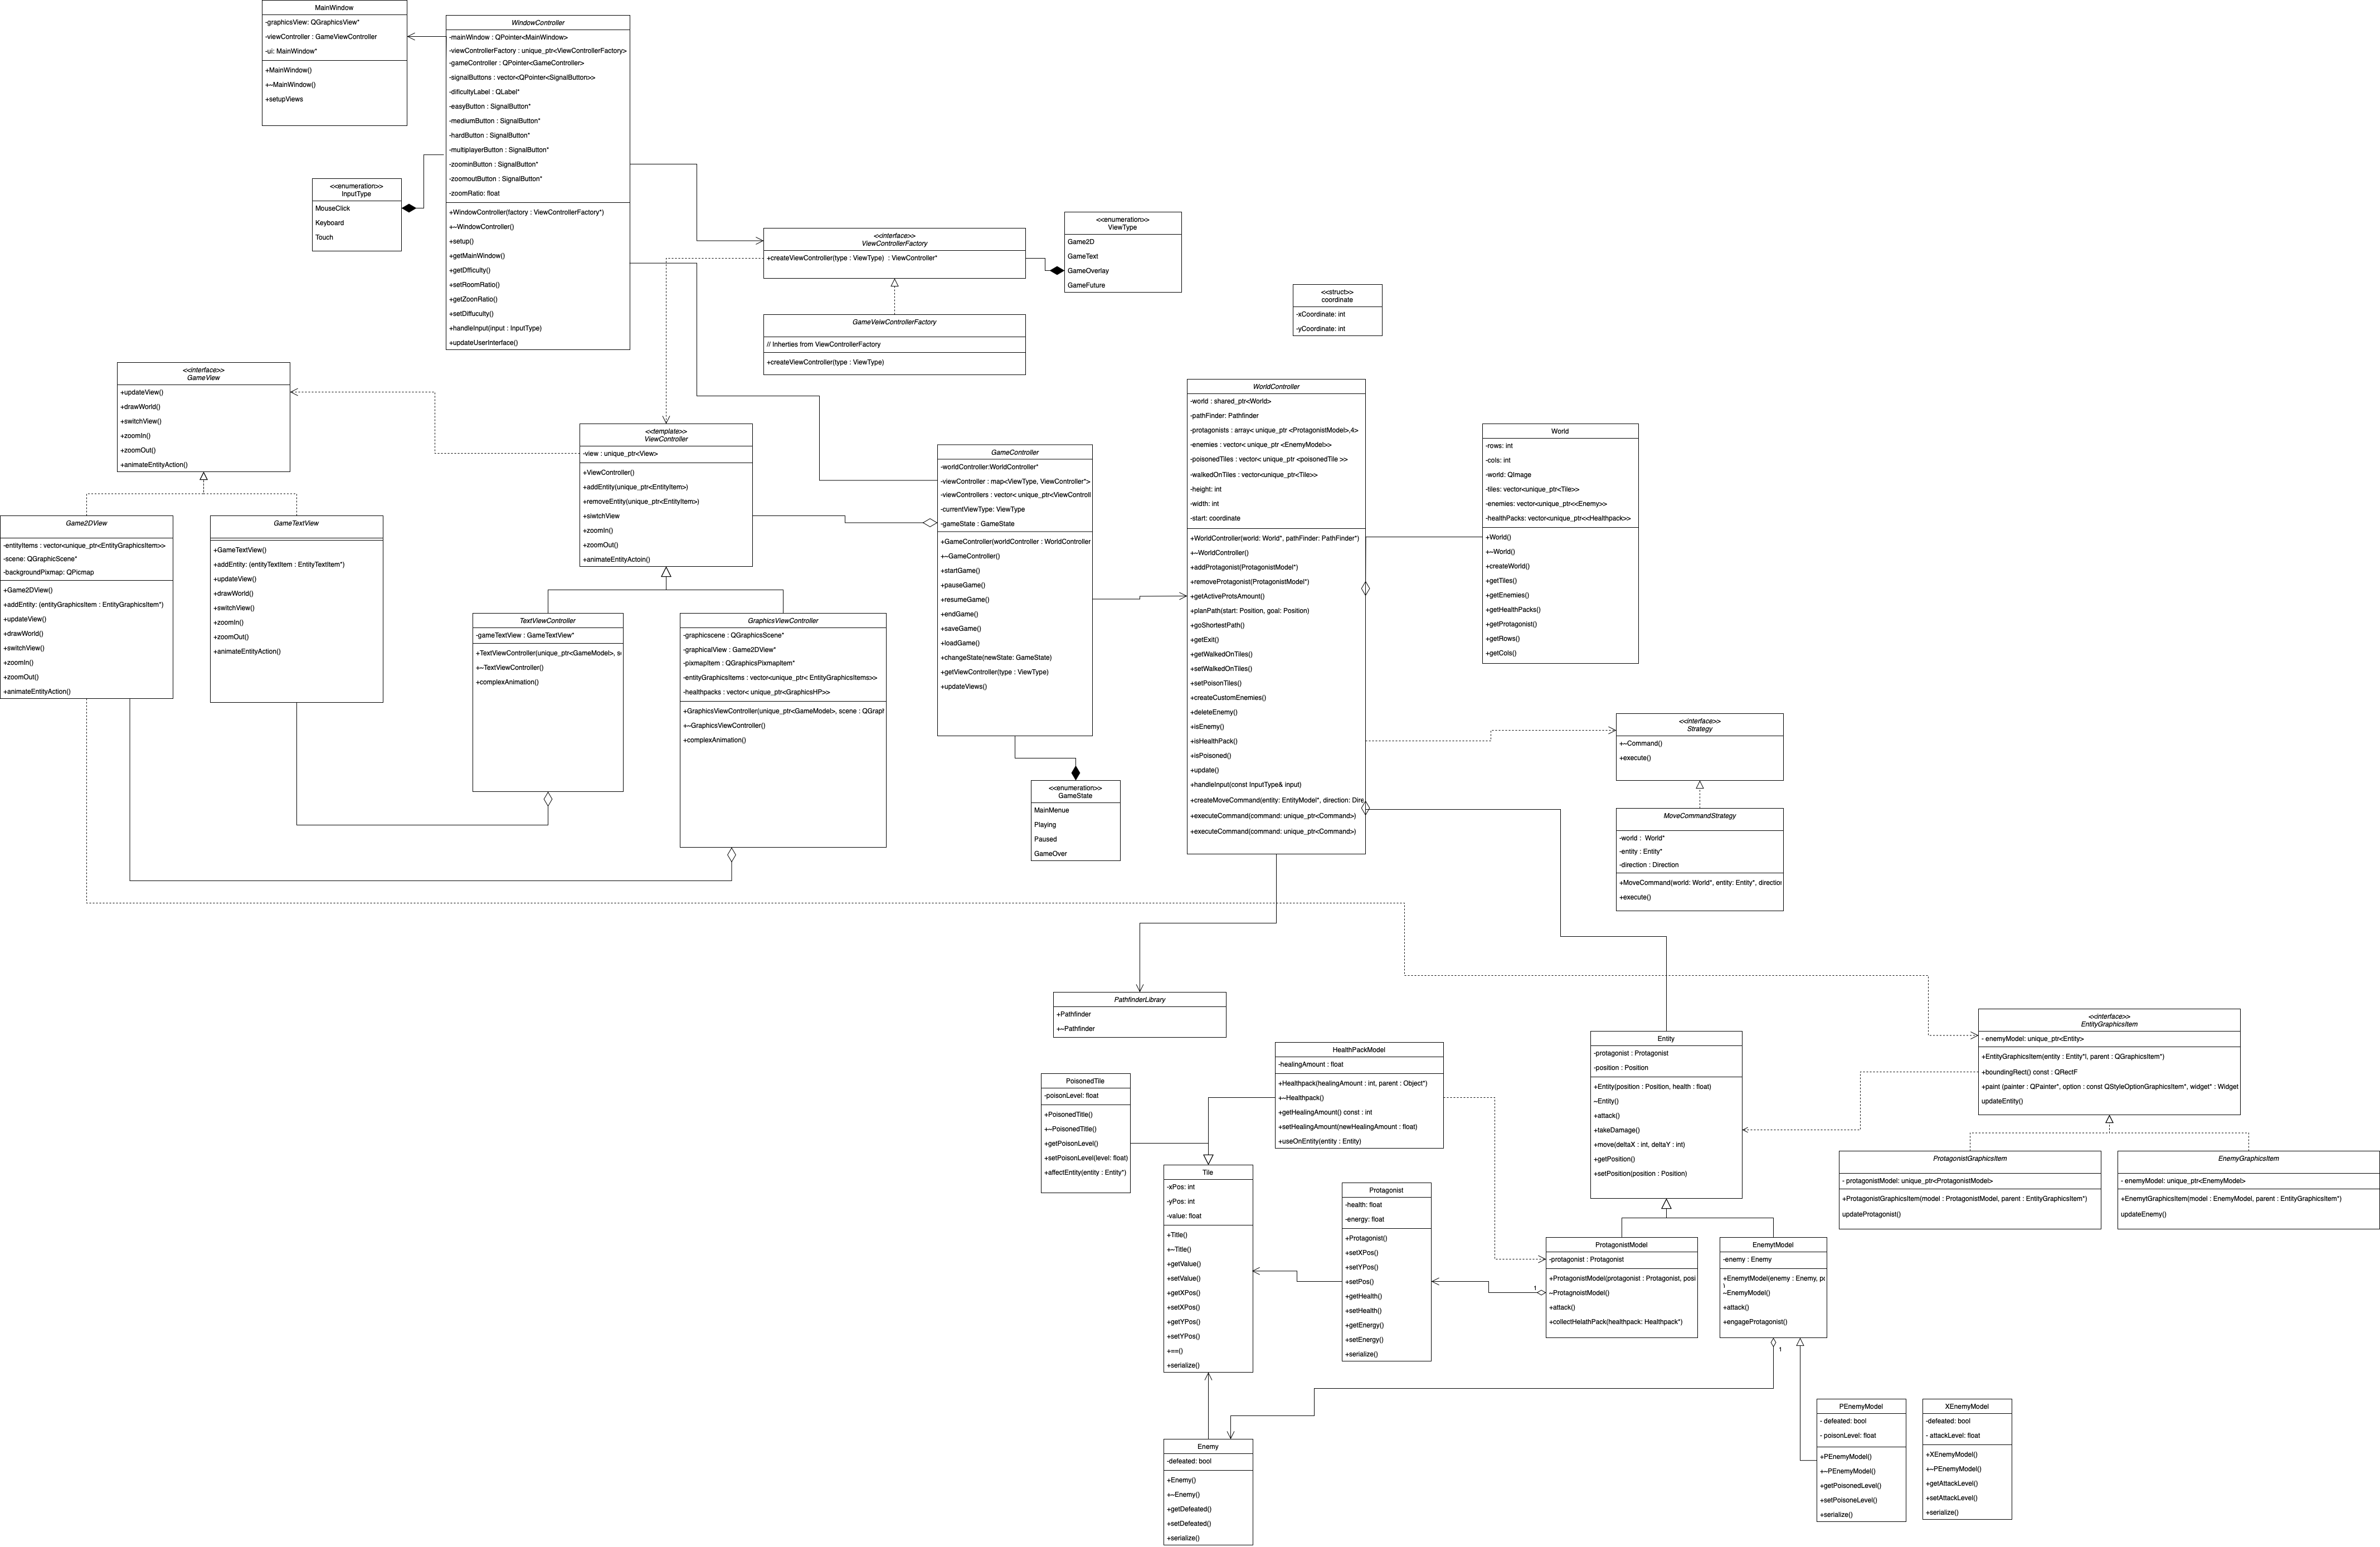 MainWindow
-graphicsView: QGraphicsView*
-viewController : GameViewController
-ui: MainWindow*
+MainWindow()
+~MainWindow()
+setupViews
WindowController
-mainWindow : QPointer<MainWindow>
-viewControllerFactory : unique_ptr<ViewControllerFactory>
-gameController : QPointer<GameController>
-signalButtons : vector<QPointer<SignalButton>>
-dificultyLabel : QLabel*
-easyButton : SignalButton*
-mediumButton : SignalButton*
-hardButton : SignalButton*
-multiplayerButton : SignalButton*
-zoominButton : SignalButton*
-zoomoutButton : SignalButton*
-zoomRatio: float
+WindowController(factory : ViewControllerFactory*)
+~WindowController()
+setup()
+getMainWindow()
+getDfficulty()
+setRoomRatio()
+getZoonRatio()
+setDiffuculty()
+handleInput(input : InputType)
+updateUserInterface()
<<enumeration>>
InputType
MouseClick
Keyboard
Touch
<<interface>>
ViewControllerFactory
+createViewController(type : ViewType)  : ViewController*
<<enumeration>>
ViewType
Game2D
GameText
GameOverlay
GameFuture
GameVeiwControllerFactory
// Inherties from ViewControllerFactory
+createViewController(type : ViewType)
<<struct>>
coordinate
-xCoordinate: int
-yCoordinate: int
<<interface>>
GameView
+updateView()
+drawWorld()
+switchView()
+zoomIn()
+zoomOut()
+animateEntityAction()
<<template>>
ViewController
-view : unique_ptr<View>
+ViewController()
+addEntity(unique_ptr<EntityItem>)
+removeEntity(unique_ptr<EntityItem>)
+siwtchView
+zoomIn()
+zoomOut()
+animateEntityActoin()
GameController
-worldController:WorldController*
-viewController : map<ViewType, ViewController*>
-viewControllers : vector< unique_ptr<ViewControll
-currentViewType: ViewType
-gameState : GameState
+GameController(worldController : WorldController
+~GameController()
+startGame()
+pauseGame()
+resumeGame()
+endGame()
+saveGame()
+loadGame()
+changeState(newState: GameState)
+getViewController(type : ViewType)
+updateViews()
WorldController
-world : shared_ptr<World>
-pathFinder: Pathfinder
-protagonists : array< unique_ptr <ProtagonistModel>,4>
-enemies : vector< unique_ptr <EnemyModel>>
-poisonedTiles : vector< unique_ptr <poisonedTile >>
-walkedOnTiles : vector<unique_ptr<Tile>>
-height: int
-width: int
-start: coordinate
+WorldController(world: World*, pathFinder: PathFinder*)
+~WorldController()
+addProtagonist(ProtagonistModel*)
+removeProtagonist(ProtagonistModel*)
+getActiveProtsAmount()
+planPath(start: Position, goal: Position)
+goShortestPath()
+getExit()
+getWalkedOnTiles()
+setWalkedOnTiles()
+setPoisonTiles()
+createCustomEnemies()
+deleteEnemy()
+isEnemy()
+isHealthPack()
+isPoisoned()
+update()
+handleInput(const InputType& input)
+createMoveCommand(entity: EntityModel*, direction: Dire
+executeCommand(command: unique_ptr<Command>)
+executeCommand(command: unique_ptr<Command>)
World
-rows: int
-cols: int
-world: QImage
-tiles: vector<unique_ptr<Tile>>
-enemies: vector<unique_ptr<<Enemy>>
-healthPacks: vector<unique_ptr<<Healthpack>>
+World()
+~World()
+createWorld()
+getTiles()
+getEnemies()
+getHealthPacks()
+getProtagonist()
+getRows()
+getCols()
Game2DView
-entityItems : vector<unique_ptr<EntityGraphicsItem>>
-scene: QGraphicScene*
-backgroundPixmap: QPicmap
+Game2DView()
+addEntity: (entityGraphicsItem : EntityGraphicsItem*)
+updateView()
+drawWorld()
+switchView()
+zoomIn()
+zoomOut()
+animateEntityAction()
GameTextView
+GameTextView()
+addEntity: (entityTextItem : EntityTextItem*)
+updateView()
+drawWorld()
+switchView()
+zoomIn()
+zoomOut()
+animateEntityAction()
TextViewController
-gameTextView : GameTextView*
+TextViewController(unique_ptr<GameModel>, s
+~TextViewController()
+complexAnimation()
GraphicsViewController
-graphicscene : QGraphicsScene*
-graphicalView : Game2DView*
-pixmapItem : QGraphicsPixmapItem*
-entityGraphicsItems : vector<unique_ptr< EntityGraphicsItems>>
-healthpacks : vector< unique_ptr<GraphicsHP>>
+GraphicsViewController(unique_ptr<GameModel>, scene : QGraph
+~GraphicsViewController()
+complexAnimation()
<<enumeration>>
GameState
MainMenue
Playing
Paused
GameOver
<<interface>>
Strategy
+~Command()
+execute()
MoveCommandStrategy
-world :  World*
-entity : Entity*
-direction : Direction
+MoveCommand(world: World*, entity: Entity*, direction
+execute()
PathfinderLibrary
+Pathfinder
+~Pathfinder
<<interface>>
EntityGraphicsItem
- enemyModel: unique_ptr<Entity>
+EntityGraphicsItem(entity : Entity*l, parent : QGraphicsItem*)
+boundingRect() const : QRectF
+paint (painter : QPainter*, option : const QStyleOptionGraphicsItem*, widget* : Widget
updateEntity()
Entity
-protagonist : Protagonist
-position : Position
+Entity(position : Position, health : float)
~Entity()
+attack()
+takeDamage()
+move(deltaX : int, deltaY : int)
+getPosition()
+setPosition(position : Position)
HealthPackModel
-healingAmount : float
+Healthpack(healingAmount : int, parent : Object*)
+~Healthpack()
+getHealingAmount() const : int
+setHealingAmount(newHealingAmount : float)
+useOnEntity(entity : Entity)
PoisonedTile
-poisonLevel: float
+PoisonedTitle()
+~PoisonedTitle()
+getPoisonLevel()
+setPoisonLevel(level: float)
+affectEntity(entity : Entity*)
Tile
-xPos: int
-yPos: int
-value: float
+Title()
+~Title()
+getValue()
+setValue()
+getXPos()
+setXPos()
+getYPos()
+setYPos()
+==()
+serialize()
Protagonist
-health: float
-energy: float
+Protagonist()
+setXPos()
+setYPos()
+setPos()
+getHealth()
+setHealth()
+getEnergy()
+setEnergy()
+serialize()
ProtagonistGraphicsItem
- protagonistModel: unique_ptr<ProtagonistModel>
+ProtagonistGraphicsItem(model : ProtagonistModel, parent : EntityGraphicsItem*)
updateProtagonist()
EnemyGraphicsItem
- enemyModel: unique_ptr<EnemyModel>
+EnemytGraphicsItem(model : EnemyModel, parent : EntityGraphicsItem*)
updateEnemy()
ProtagonistModel
-protagonist : Protagonist
+ProtagonistModel(protagonist : Protagonist, posi
~ProtagnoistModel()
+attack()
+collectHelathPack(healthpack: Healthpack*)
1
EnemytModel
-enemy : Enemy
+EnemytModel(enemy : Enemy, po
)
~EnemyModel()
+attack()
+engageProtagonist()
1
PEnemyModel
- defeated: bool
- poisonLevel: float
+PEnemyModel()
+~PEnemyModel()
+getPoisonedLevel()
+setPoisoneLevel()
+serialize()
XEnemyModel
-defeated: bool
- attackLevel: float
+XEnemyModel()
+~PEnemyModel()
+getAttackLevel()
+setAttackLevel()
+serialize()
Enemy
-defeated: bool
+Enemy()
+~Enemy()
+getDefeated()
+setDefeated()
+serialize()